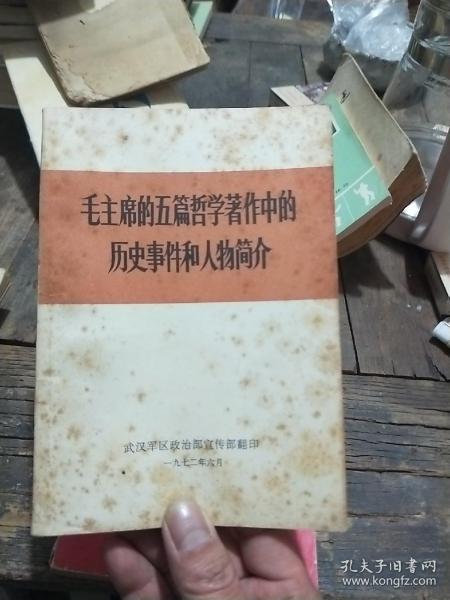 毛主席的五篇哲学著作中的
历史事件和人物简介
武汉军区政治部宣传部翻印
一九七二年六月
孔夫子旧书网
www.kongfz.com